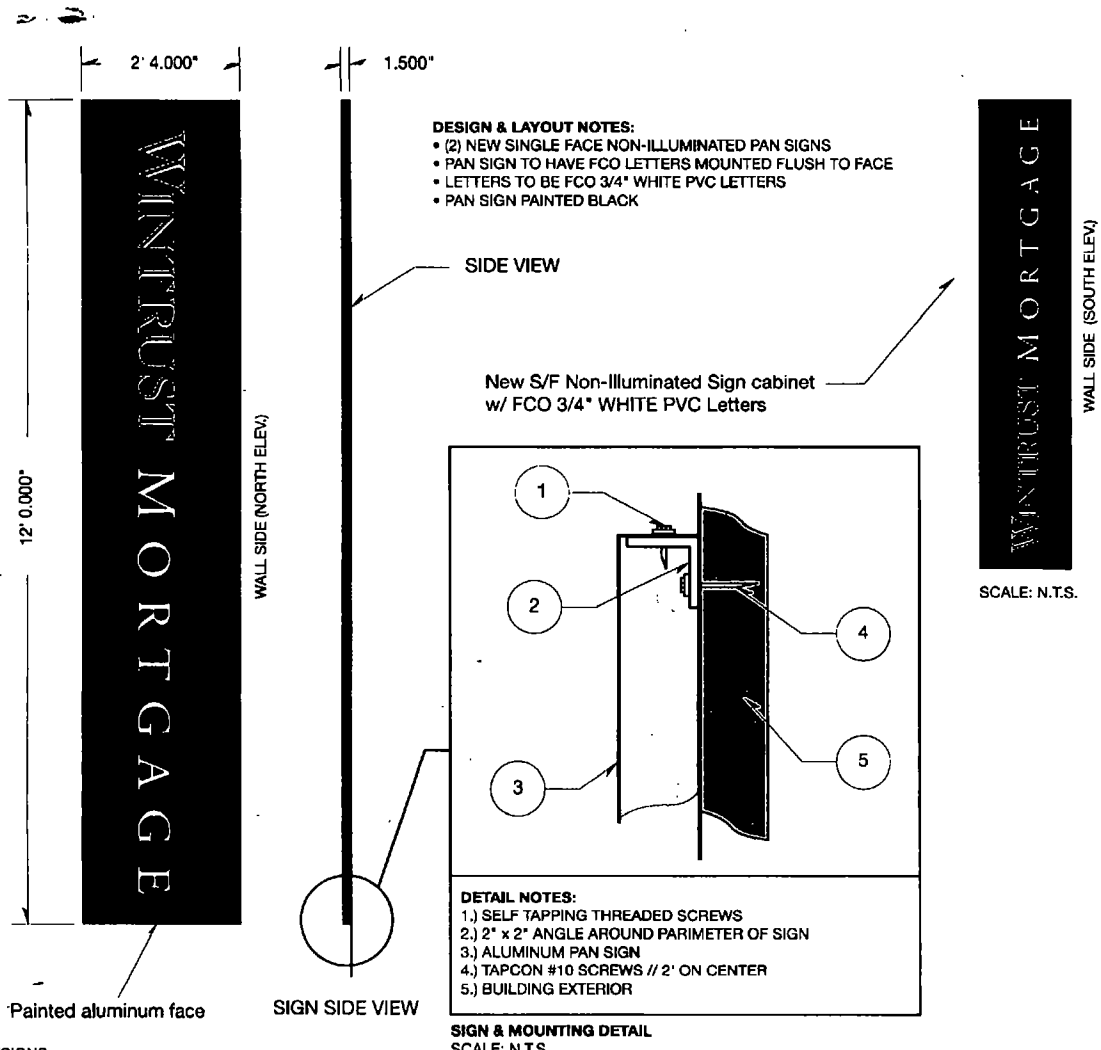 2' 4.000"
1.500"
DESIGN & LAYOUT NOTES:
• (2) NEW SINGLE FACE NON-ILLUMINATED PAN SIGNS
• PAN SIGN TO HAVE FCO LETTERS MOUNTED FLUSH TO FACE
• LETTERS TO BE FCO 3/4" WHITE PVC LETTERS
• PAN SIGN PAINTED BLACK
SIDE VIEW
New S/F Non-Illuminated Sign cabinet
w/ FCO 3/4" WHITE PVC Letters
12' 0.000"
WINTRUST MORTGAGE
WALL SIDE (NORTH ELEV.)
WINTRUST MORTGAGE
WALL SIDE (SOUTH ELEV.)
SCALE: N.T.S.
1
2
3
4
5
DETAIL NOTES:
1.) SELF TAPPING THREADED SCREWS
2.) 2" x 2" ANGLE AROUND PARIMETER OF SIGN
3.) ALUMINUM PAN SIGN
4.) TAPCON #10 SCREWS // 2' ON CENTER
5.) BUILDING EXTERIOR
Painted aluminum face
SIGN SIDE VIEW
SIGN & MOUNTING DETAIL
SCALE: N.T.S.